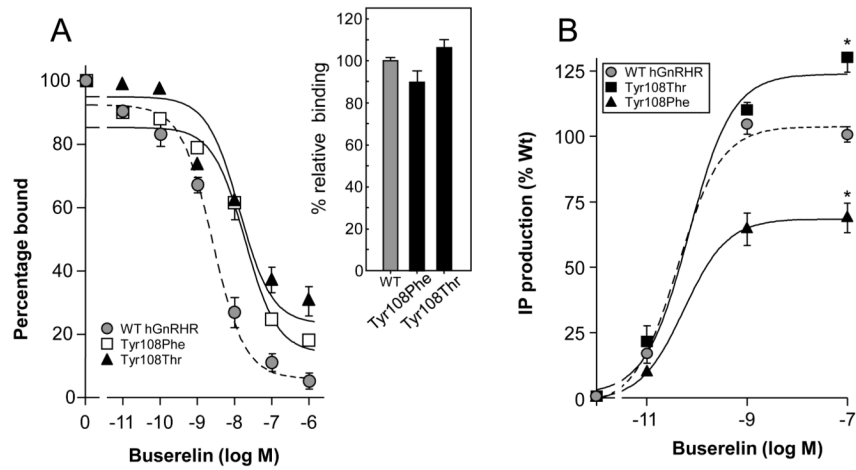 A
Percentage bound
100
80
60
40
20
0
0 -11 -10 -9 -8 -7 -6
Buserelin (log M)
WT hGnRHR
Tyr108Phe
Tyr108Thr
% relative binding
120
100
80
60
40
20
0
WT
Tyr108Phe
Tyr108Thr
B
IP production (% Wt)
125
100
75
50
25
0
-11 -9 -7
Buserelin (log M)
WT hGnRHR
Tyr108Thr
Tyr108Phe
*
*